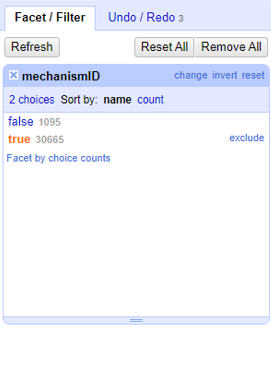 Facet / Filter Undo / Redo 3
Refresh Reset All Remove All
mechanismID change invert reset
2 choices Sort by: name count
false 1095
true 30665 exclude
Facet by choice counts